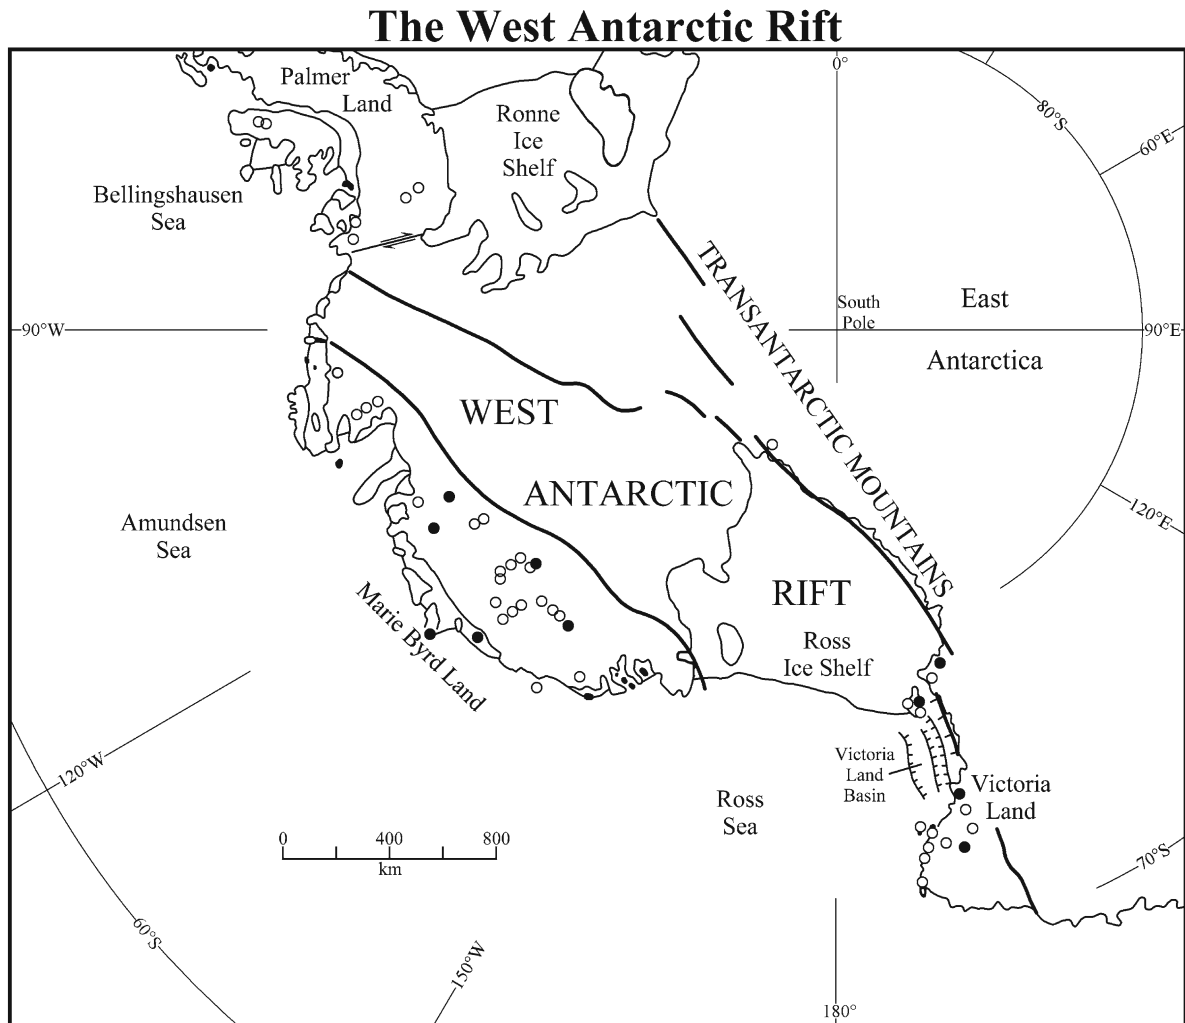 The West Antarctic Rift
0°
Palmer
Land
Ronne
Ice
Shelf
80°S
60°E
Bellingshausen
Sea
TRANSANTARCTIC MOUNTAINS
South
Pole
East
90°W
90°E
Antarctica
WEST
ANTARCTIC
RIFT
120°E
Amundsen
Sea
Marie Byrd Land
Ross
Ice Shelf
120°W
Victoria
Land
Basin
Victoria
Land
Ross
Sea
0 400 800
km
70°S
60°S
150°W
180°